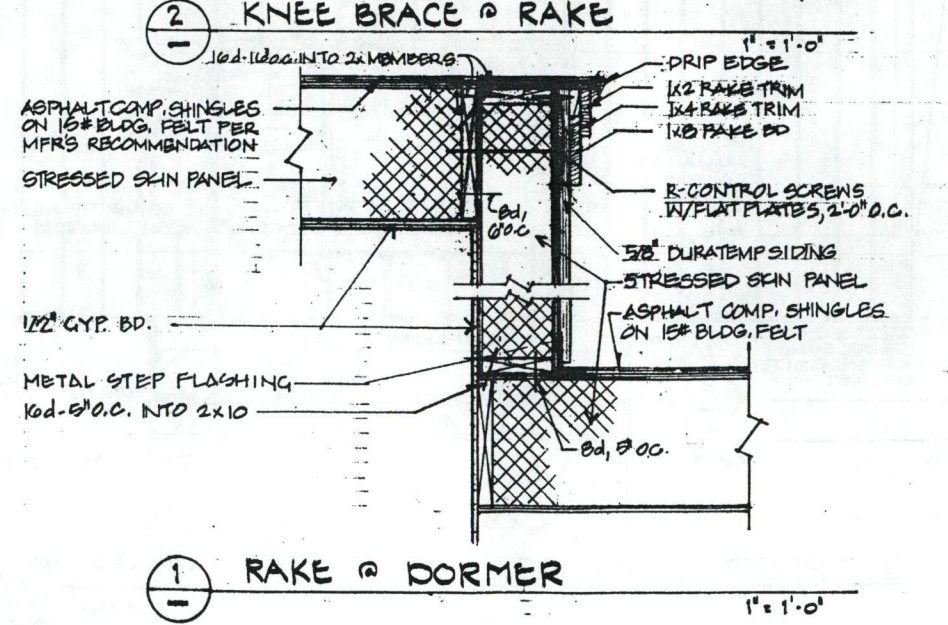 2 KNEE BRACE @ RAKE
1" = 1'-0"
16d-16"O.C. INTO 2x MEMBERS
DRIP EDGE
1x2 RAKE TRIM
1x4 RAKE TRIM
1x8 RAKE BD
ASPHALT COMP. SHINGLES
ON 15# BLDG. FELT PER
MFR'S RECOMMENDATION
STRESSED SKIN PANEL
R-CONTROL SCREWS
W/FLAT PLATES, 2'-0" O.C.
8d,
6"O.C.
5/8" DURATEMP SIDING
STRESSED SKIN PANEL
ASPHALT COMP. SHINGLES
ON 15# BLDG. FELT
1/2" GYP. BD.
METAL STEP FLASHING
16d-5"O.C. INTO 2x10
8d, 5"O.C.
1 RAKE @ DORMER
1" = 1'-0"